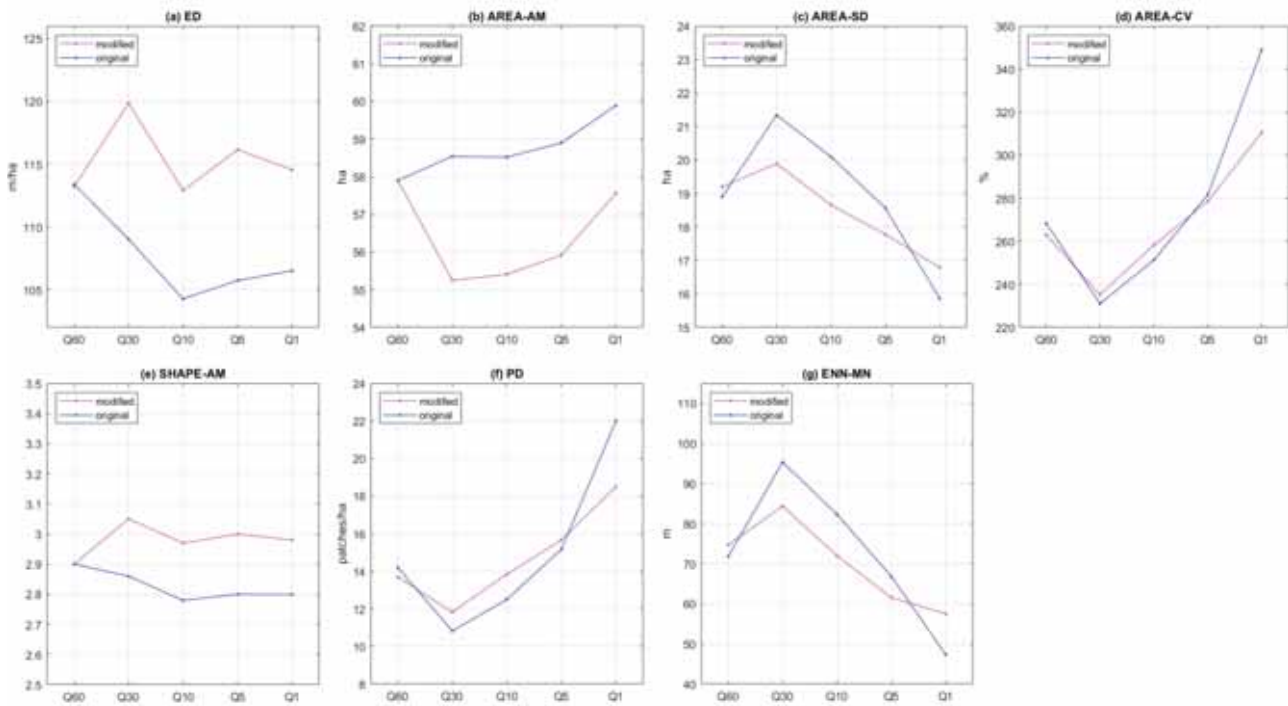 (a) ED
125
120
115
110
105
m/ha
modified
original
Q60 Q30 Q10 Q5 Q1
(b) AREA-AM
62
61
60
59
58
57
56
55
54
ha
modified
original
Q60 Q30 Q10 Q5 Q1
(c) AREA-SD
24
23
22
21
20
19
18
17
16
15
ha
modified
original
Q60 Q30 Q10 Q5 Q1
(d) AREA-CV
360
340
320
300
280
260
240
220
%
modified
original
Q60 Q30 Q10 Q5 Q1
(e) SHAPE-AM
3.5
3.4
3.3
3.2
3.1
3
2.9
2.8
2.7
2.6
2.5
modified
original
Q60 Q30 Q10 Q5 Q1
(f) PD
24
22
20
18
16
14
12
10
8
patches/ha
modified
original
Q60 Q30 Q10 Q5 Q1
(g) ENN-MN
110
100
90
80
70
60
50
40
m
modified
original
Q60 Q30 Q10 Q5 Q1